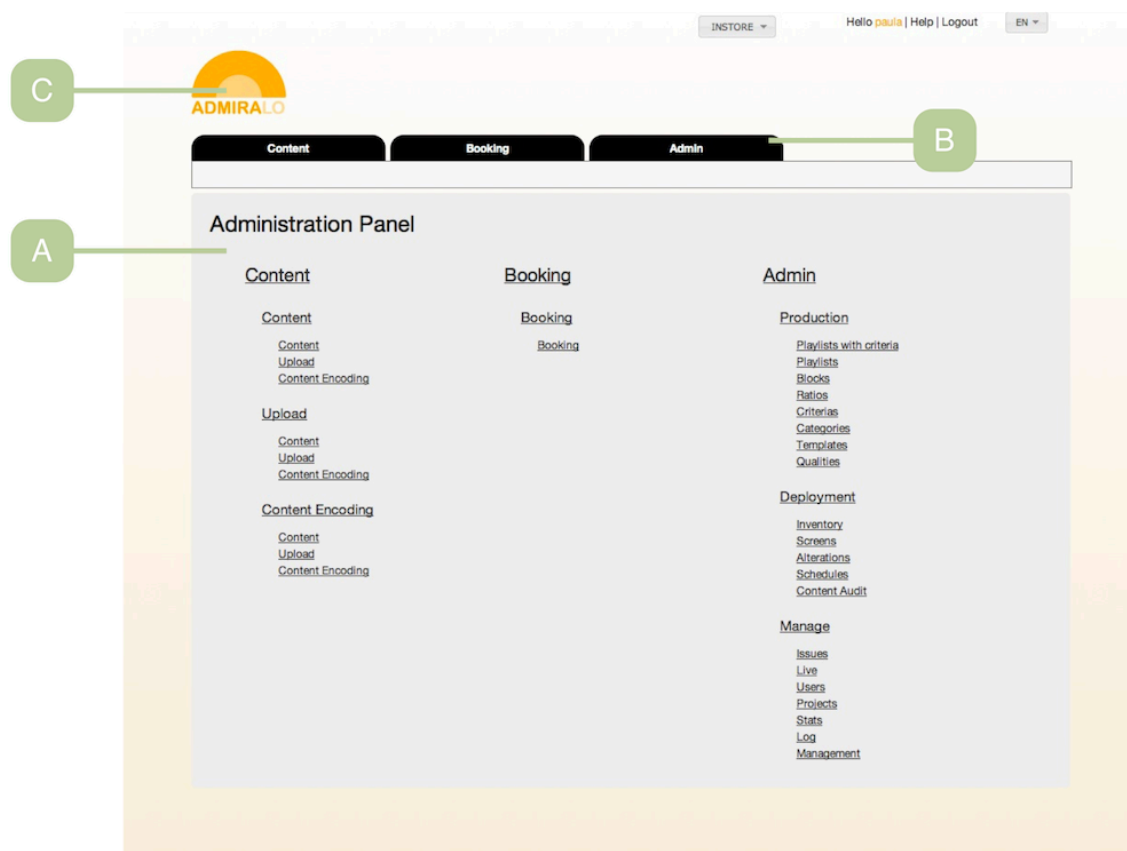 INSTORE
Hello paula | Help | Logout
EN
C
ADMIRALO
Content
Booking
Admin
B
A
Administration Panel
Content
Content
Content
Upload
Content Encoding
Upload
Content
Upload
Content Encoding
Content Encoding
Content
Upload
Content Encoding
Booking
Booking
Booking
Admin
Production
Playlists with criteria
Playlists
Blocks
Ratios
Criterias
Categories
Templates
Qualities
Deployment
Inventory
Screens
Alterations
Schedules
Content Audit
Manage
Issues
Live
Users
Projects
Stats
Log
Management